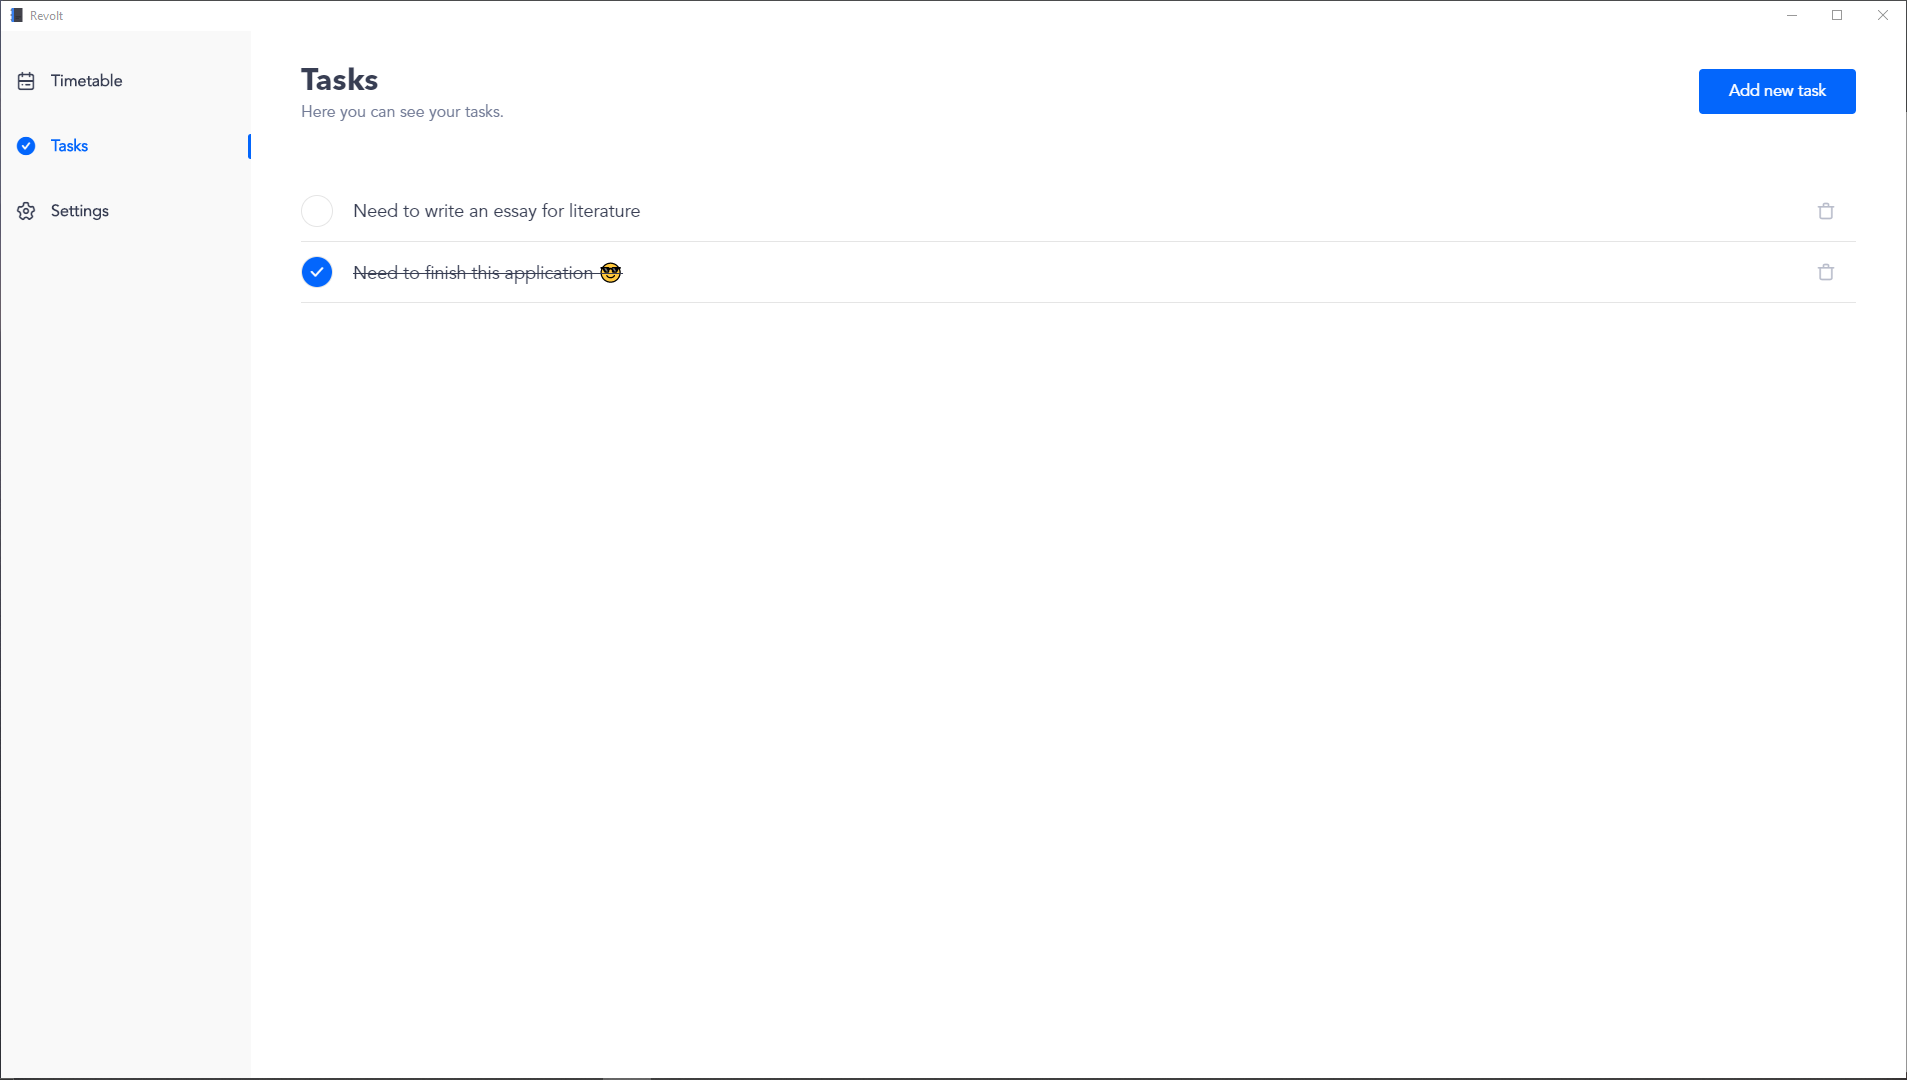 Revolt
Timetable
Tasks
Settings
Tasks
Here you can see your tasks.
Add new task
Need to write an essay for literature
Need to finish this application 😎